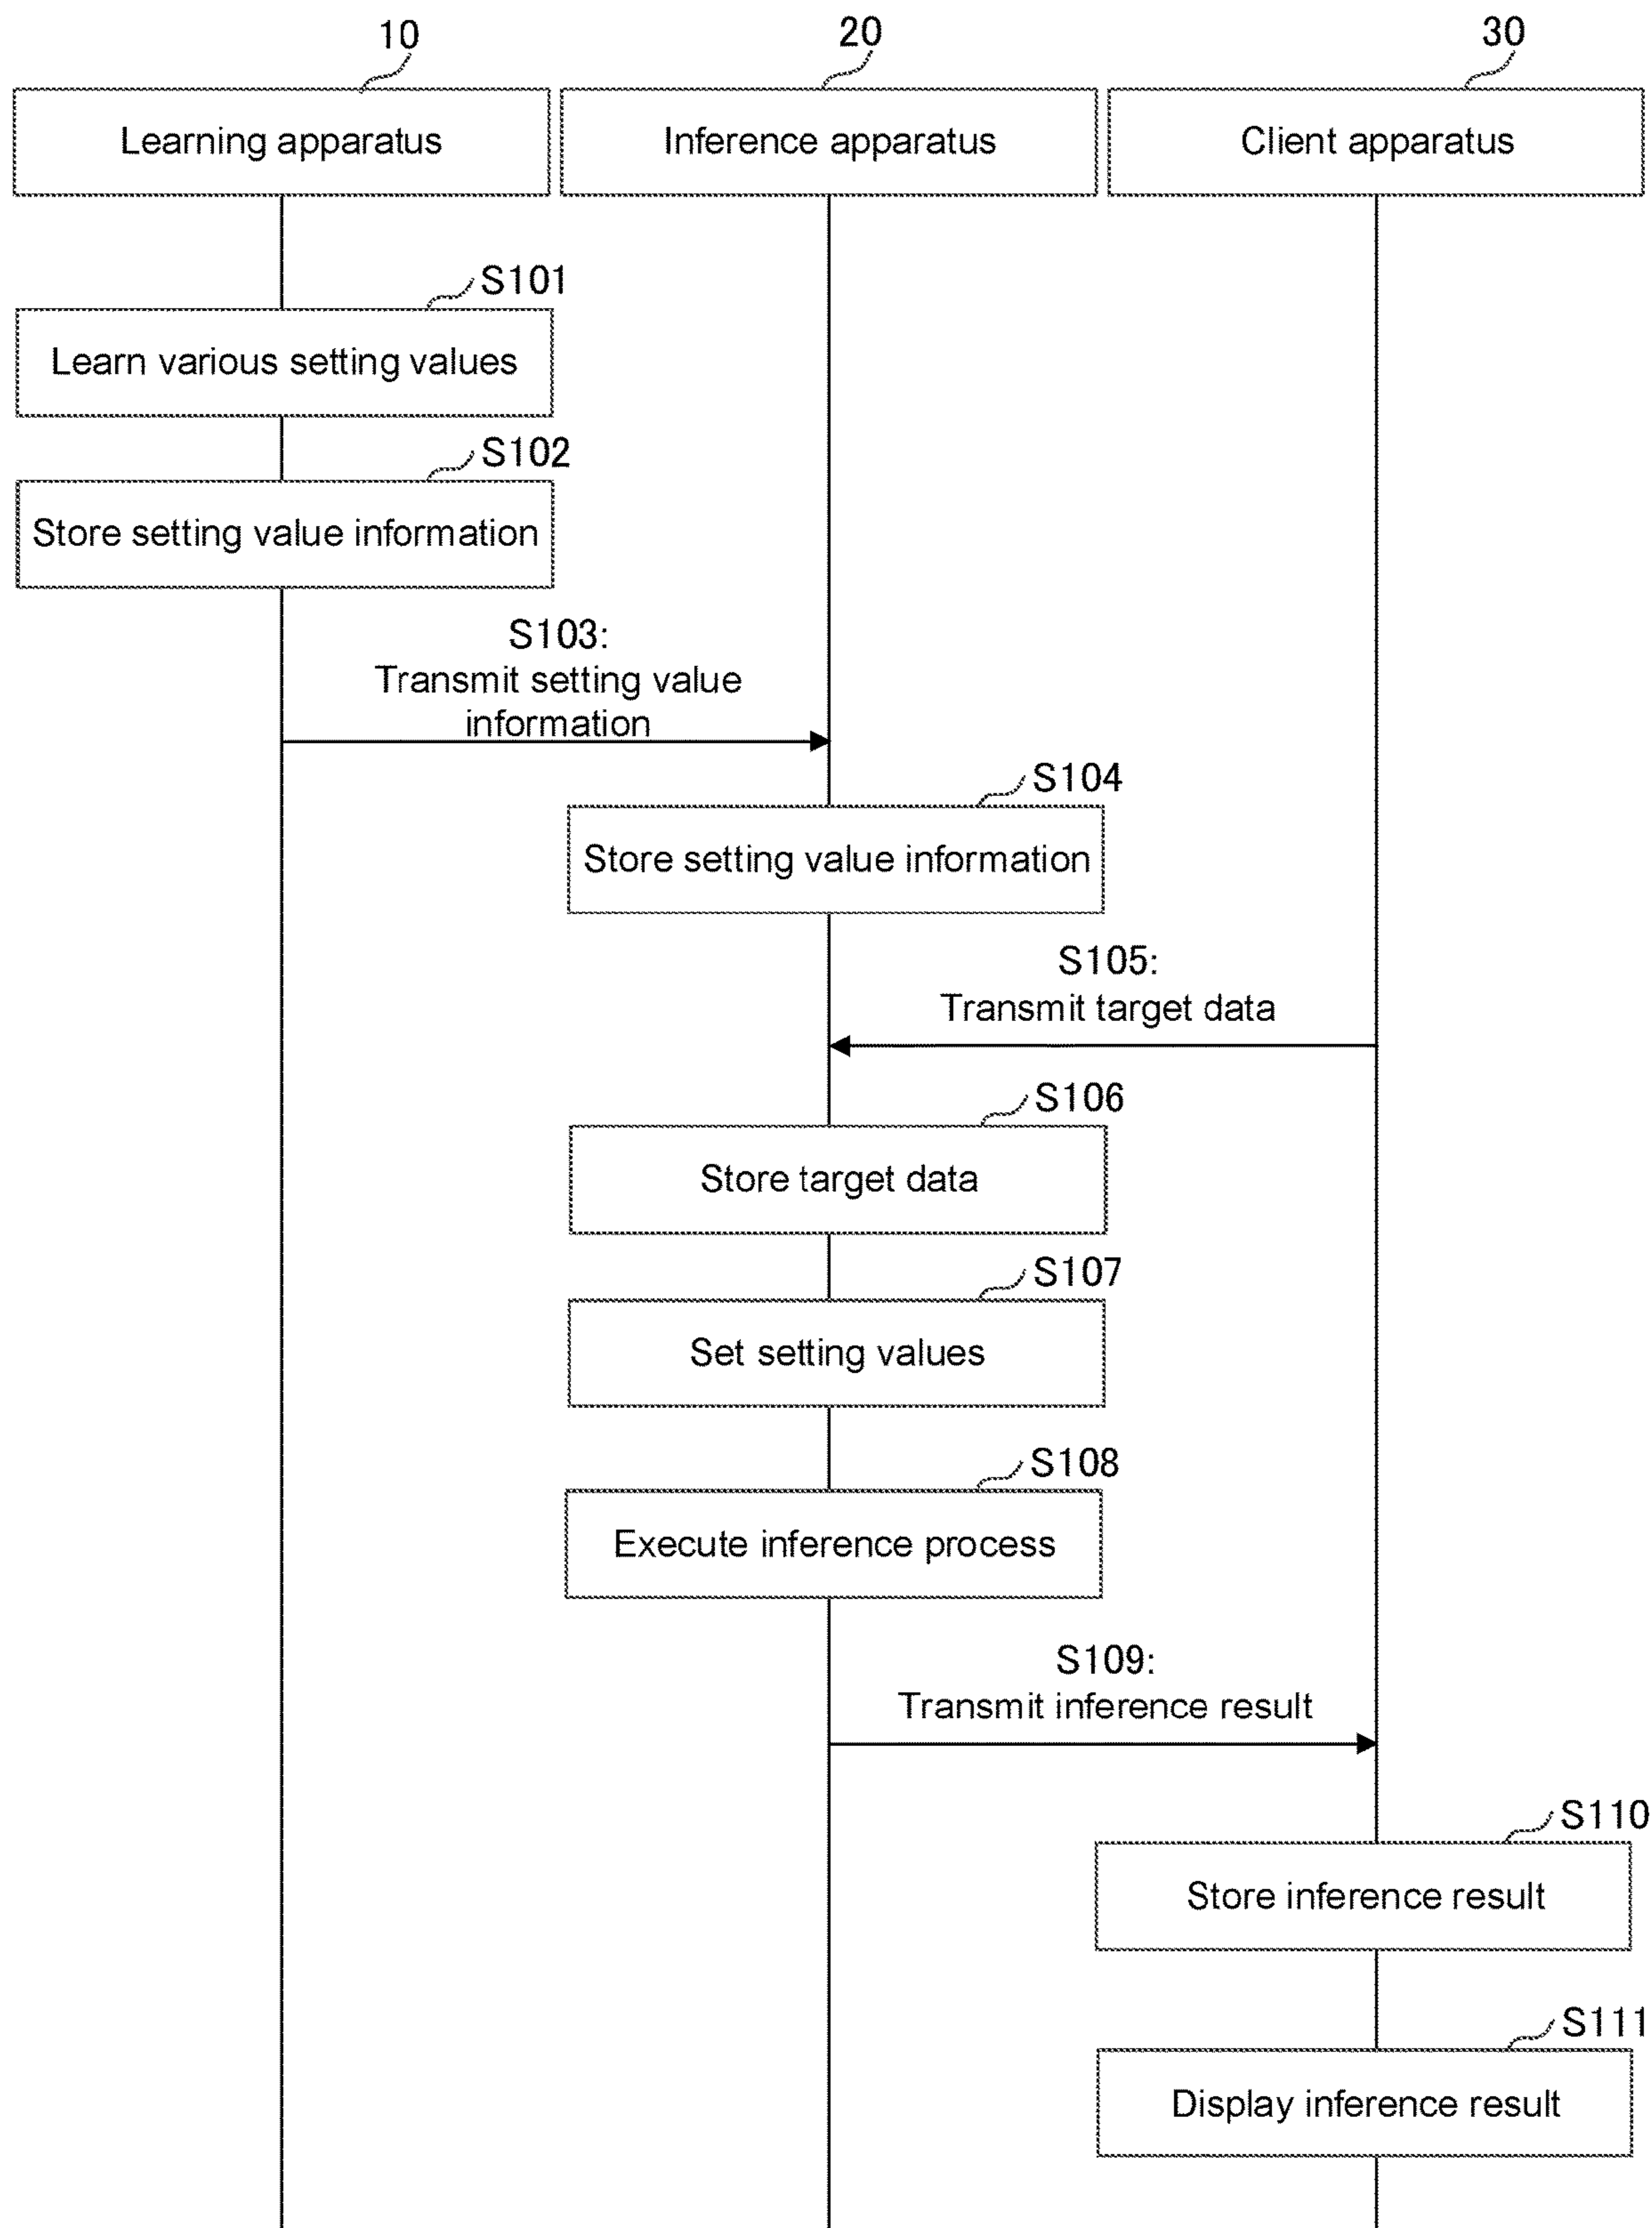 10
20
30
Learning apparatus
Inference apparatus
Client apparatus
S101
Learn various setting values
S102
Store setting value information
S103:
Transmit setting value
information
S104
Store setting value information
S105:
Transmit target data
S106
Store target data
S107
Set setting values
S108
Execute inference process
S109:
Transmit inference result
S110
Store inference result
S111
Display inference result